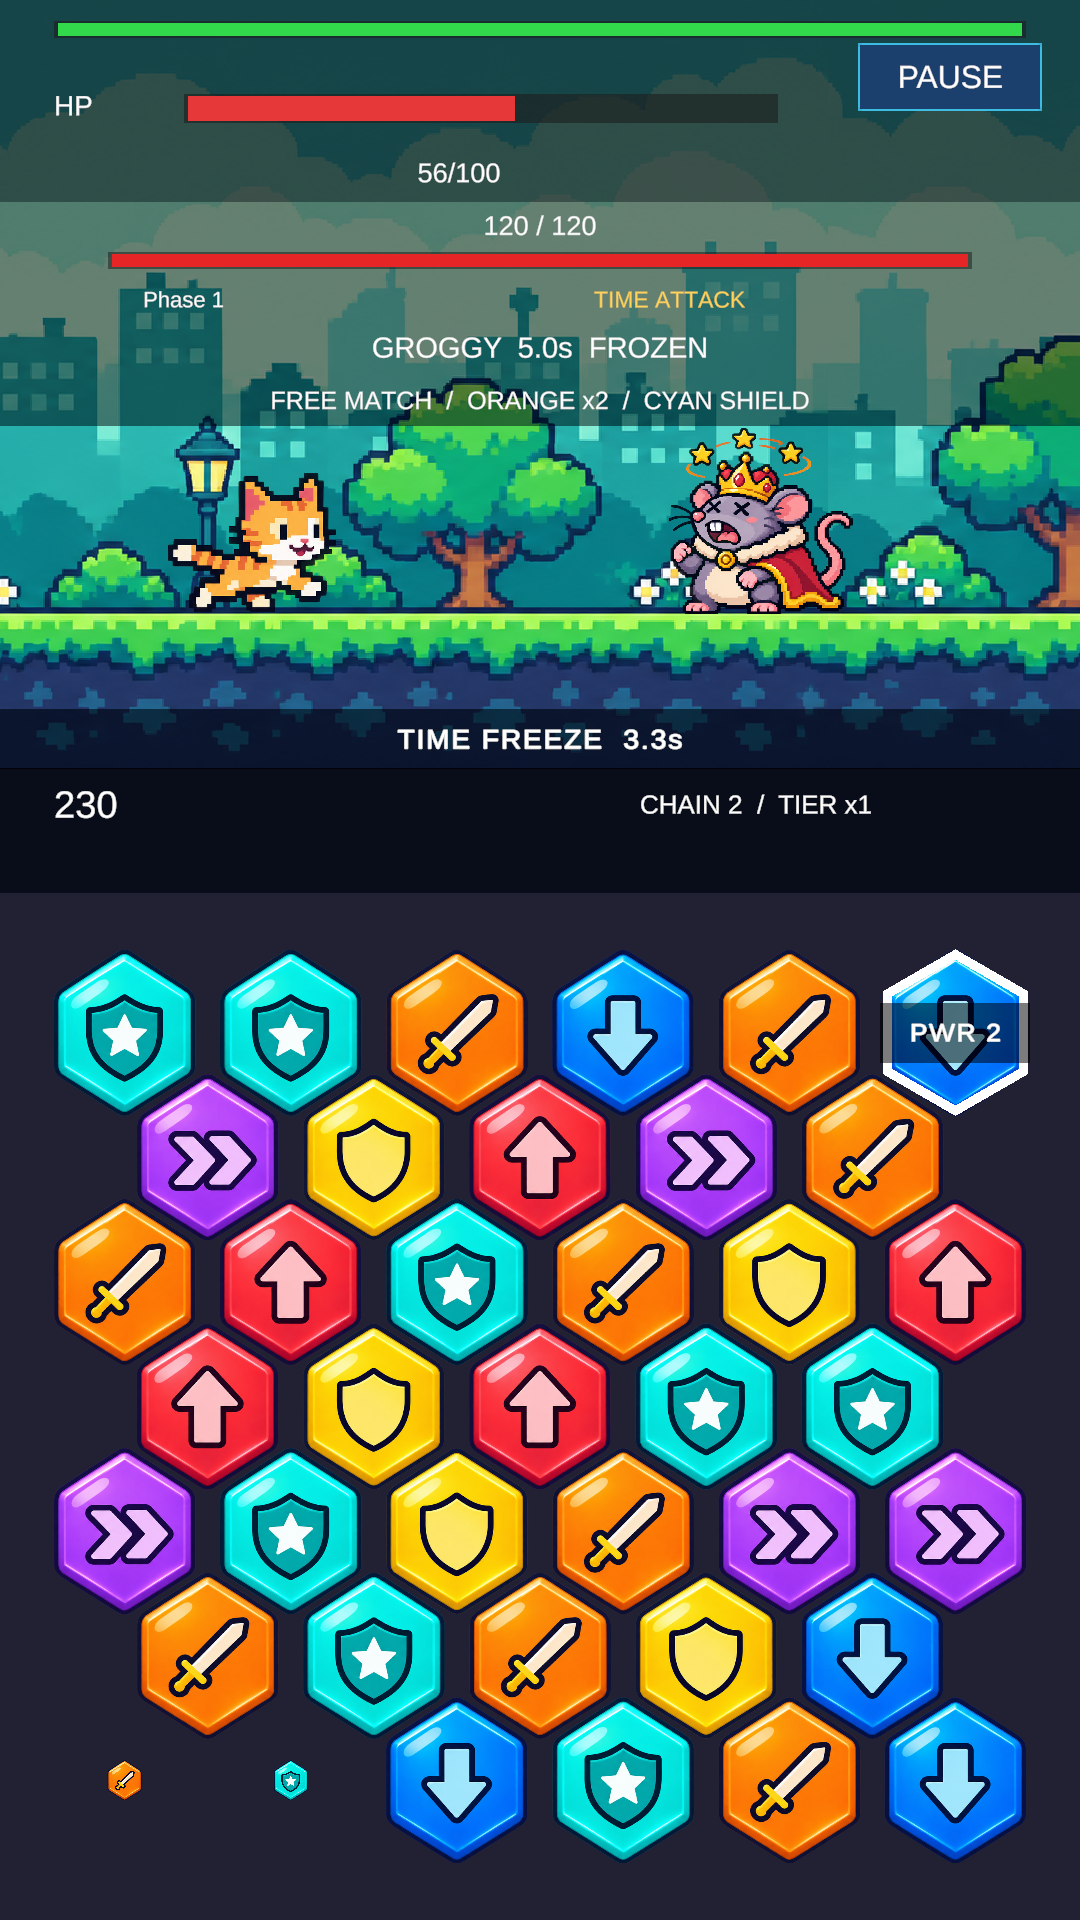 PAUSE
HP
56/100
120 / 120
Phase 1
TIME ATTACK
GROGGY 5.0s FROZEN
FREE MATCH / ORANGE x2 / CYAN SHIELD
TIME FREEZE 3.3s
230
CHAIN 2 / TIER x1
PWR 2